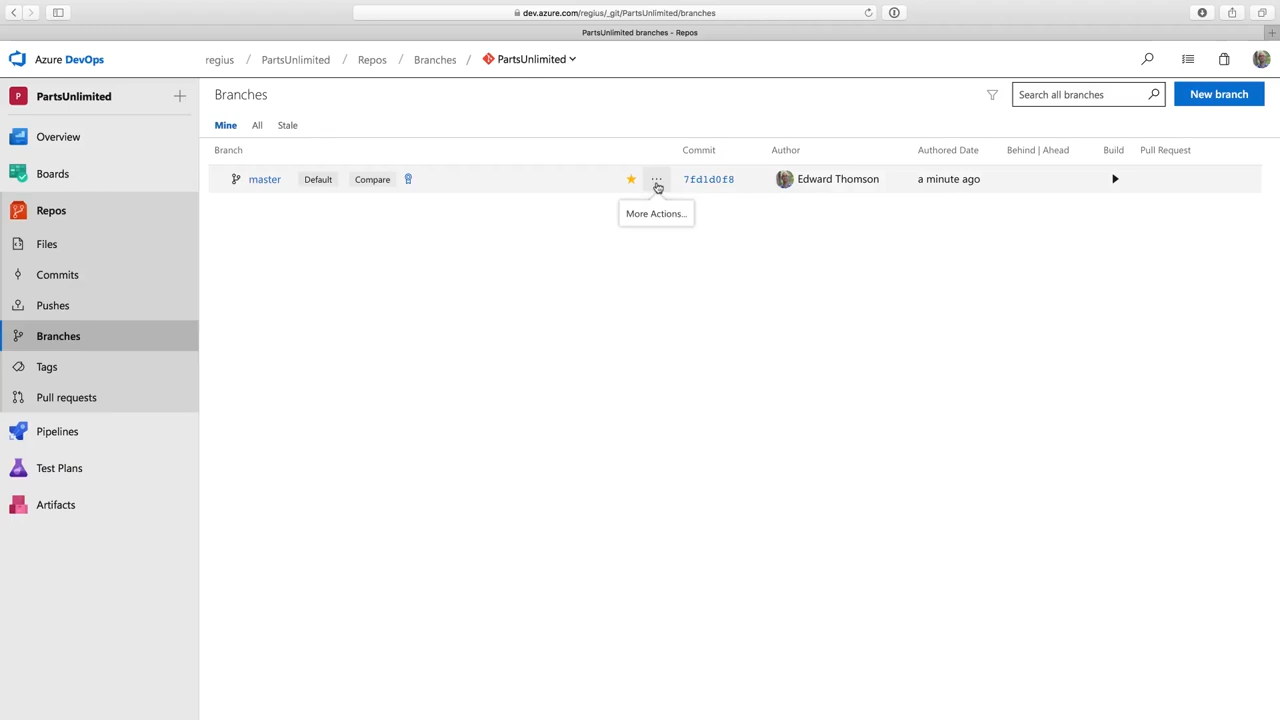 dev.azure.com/regius/_git/PartsUnlimited/branches
PartsUnlimited branches - Repos
Azure DevOps
regius / PartsUnlimited / Repos / Branches / PartsUnlimited
P PartsUnlimited
Overview
Boards
Repos
Files
Commits
Pushes
Branches
Tags
Pull requests
Pipelines
Test Plans
Artifacts
Branches
Search all branches
New branch
Mine All Stale
Branch Commit Author Authored Date Behind | Ahead Build Pull Request
master Default Compare ... 7fd1d0f8 Edward Thomson a minute ago
More Actions...